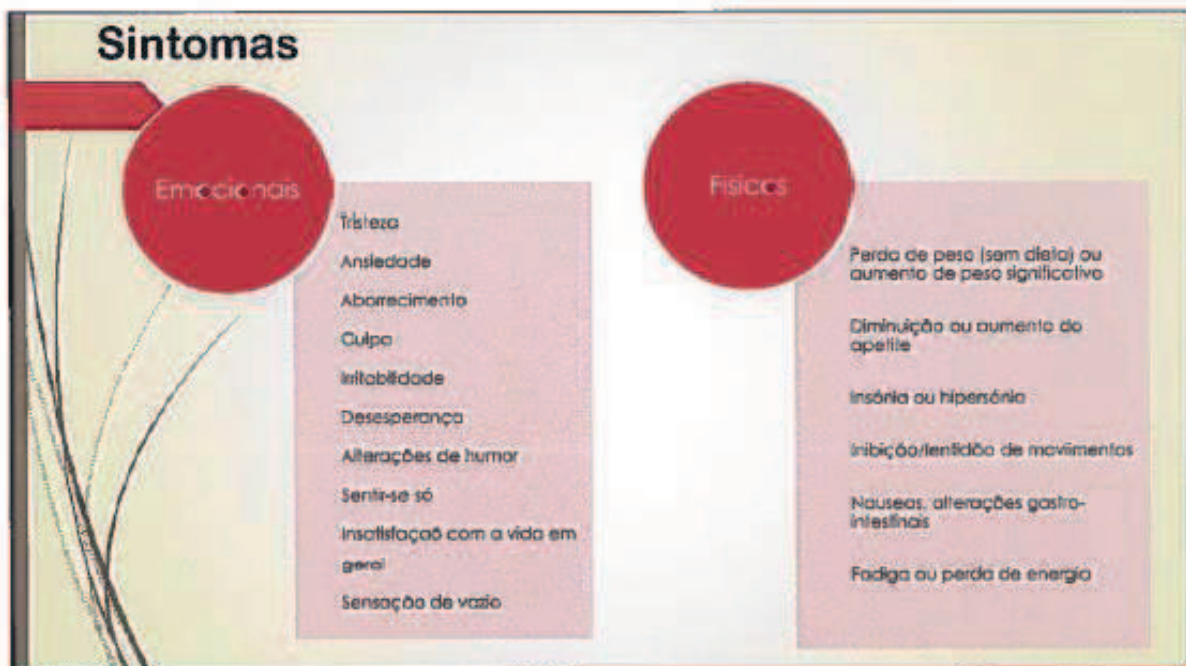 Sintomas
Emocionais
Tristeza
Ansiedade
Aborrecimento
Culpa
Irritabilidade
Desesperança
Alterações de humor
Sentir-se só
Insatisfaçaõ com a vida em
geral
Sensação de vazio
Físicos
Perda de peso (sem dieta) ou
aumento de peso significativo
Diminuição ou aumento do
apetite
Insónia ou hipersónia
Inibição/lentidão de movimentos
Nauseas, alterações gastro-
intestinais
Fadiga ou perda de energia